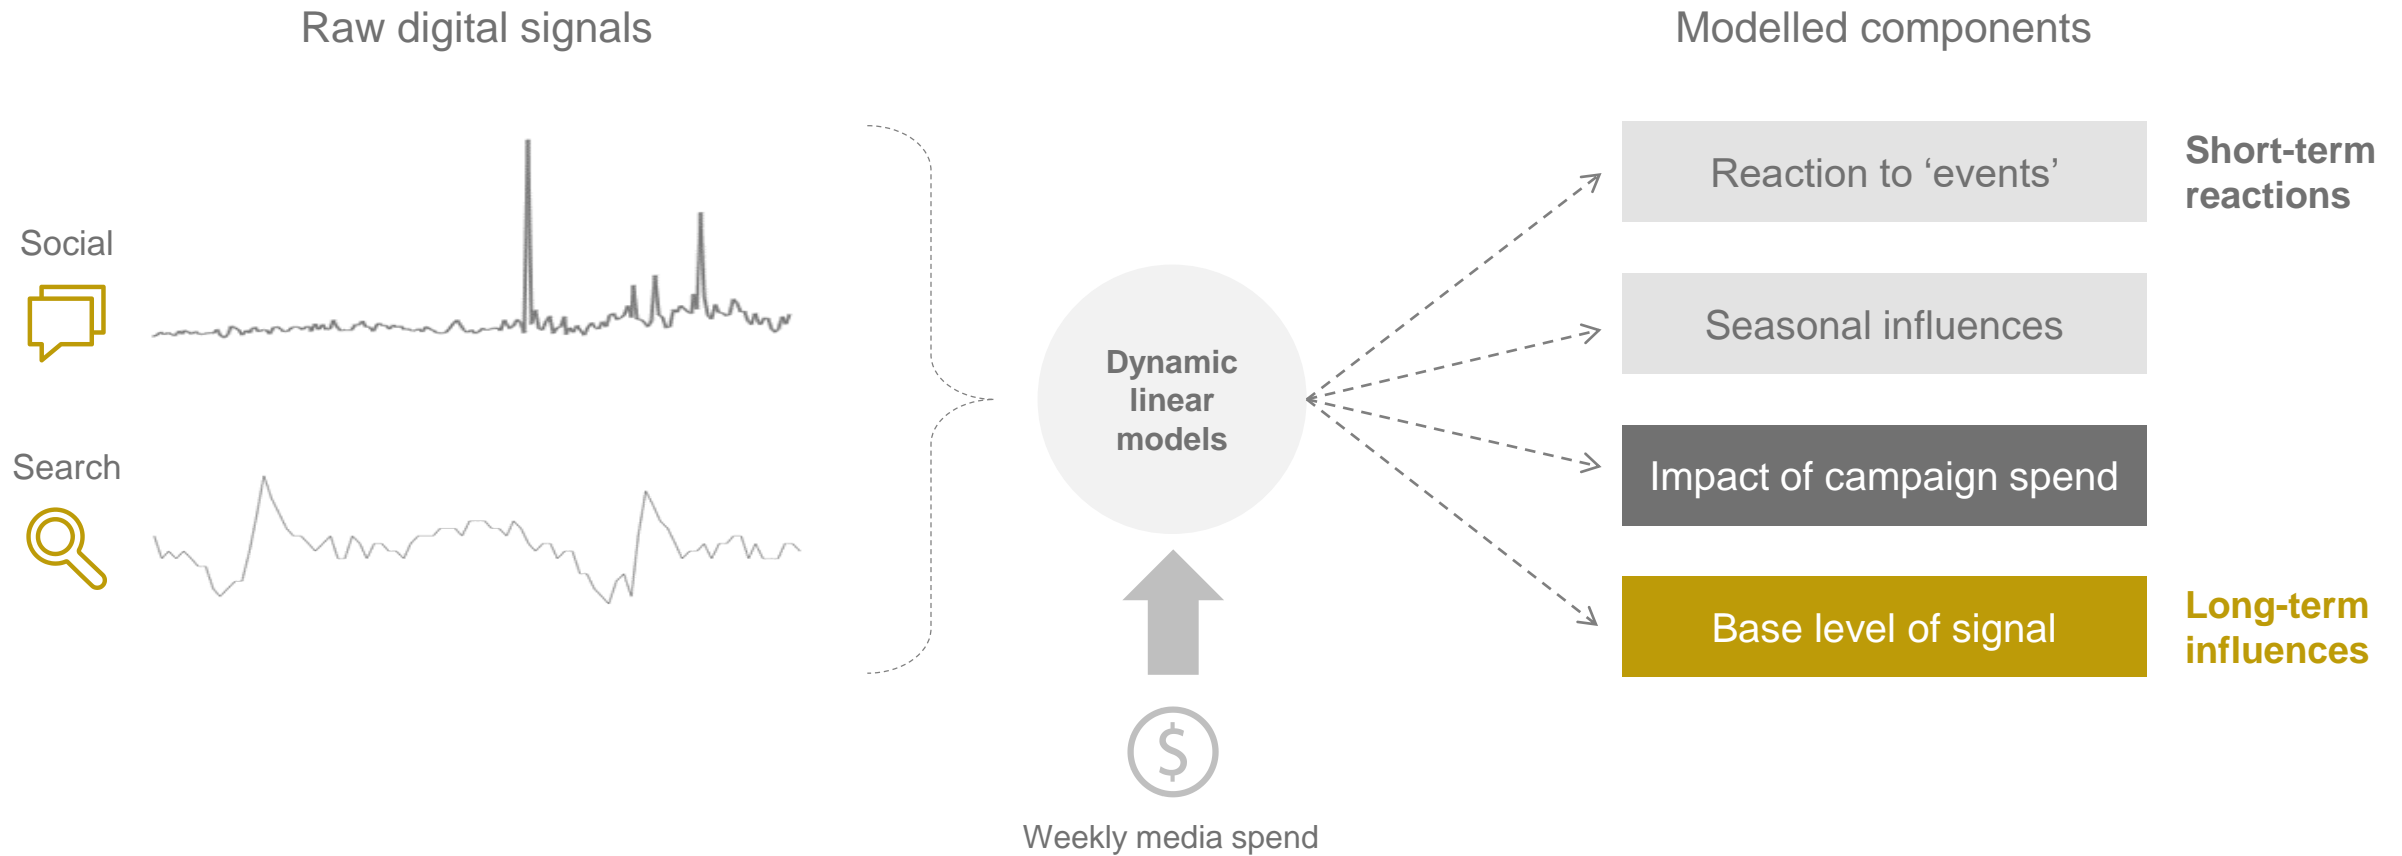 Raw digital signals
Modelled components
Social
Search
Dynamic
linear
models
$
Weekly media spend
Reaction to ‘events’
Seasonal influences
Impact of campaign spend
Base level of signal
Short-term
reactions
Long-term
influences